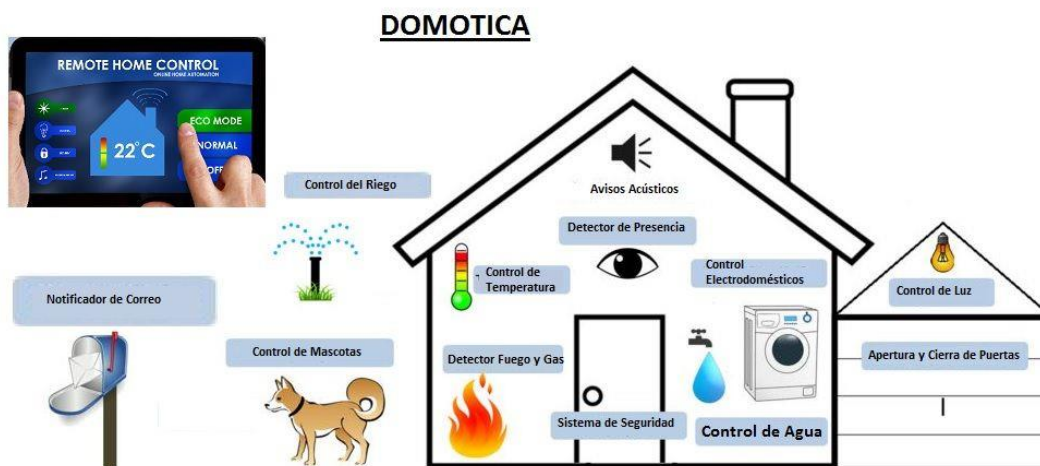 DOMOTICA
REMOTE HOME CONTROL
ONLINE HOME AUTOMATION
ECO MODE
NORMAL
OFF
22°C
Control del Riego
Avisos Acústicos
Detector de Presencia
Control de
Temperatura
Control
Electrodomésticos
Control de Luz
Notificador de Correo
Control de Mascotas
Detector Fuego y Gas
Apertura y Cierra de Puertas
Sistema de Seguridad
Control de Agua